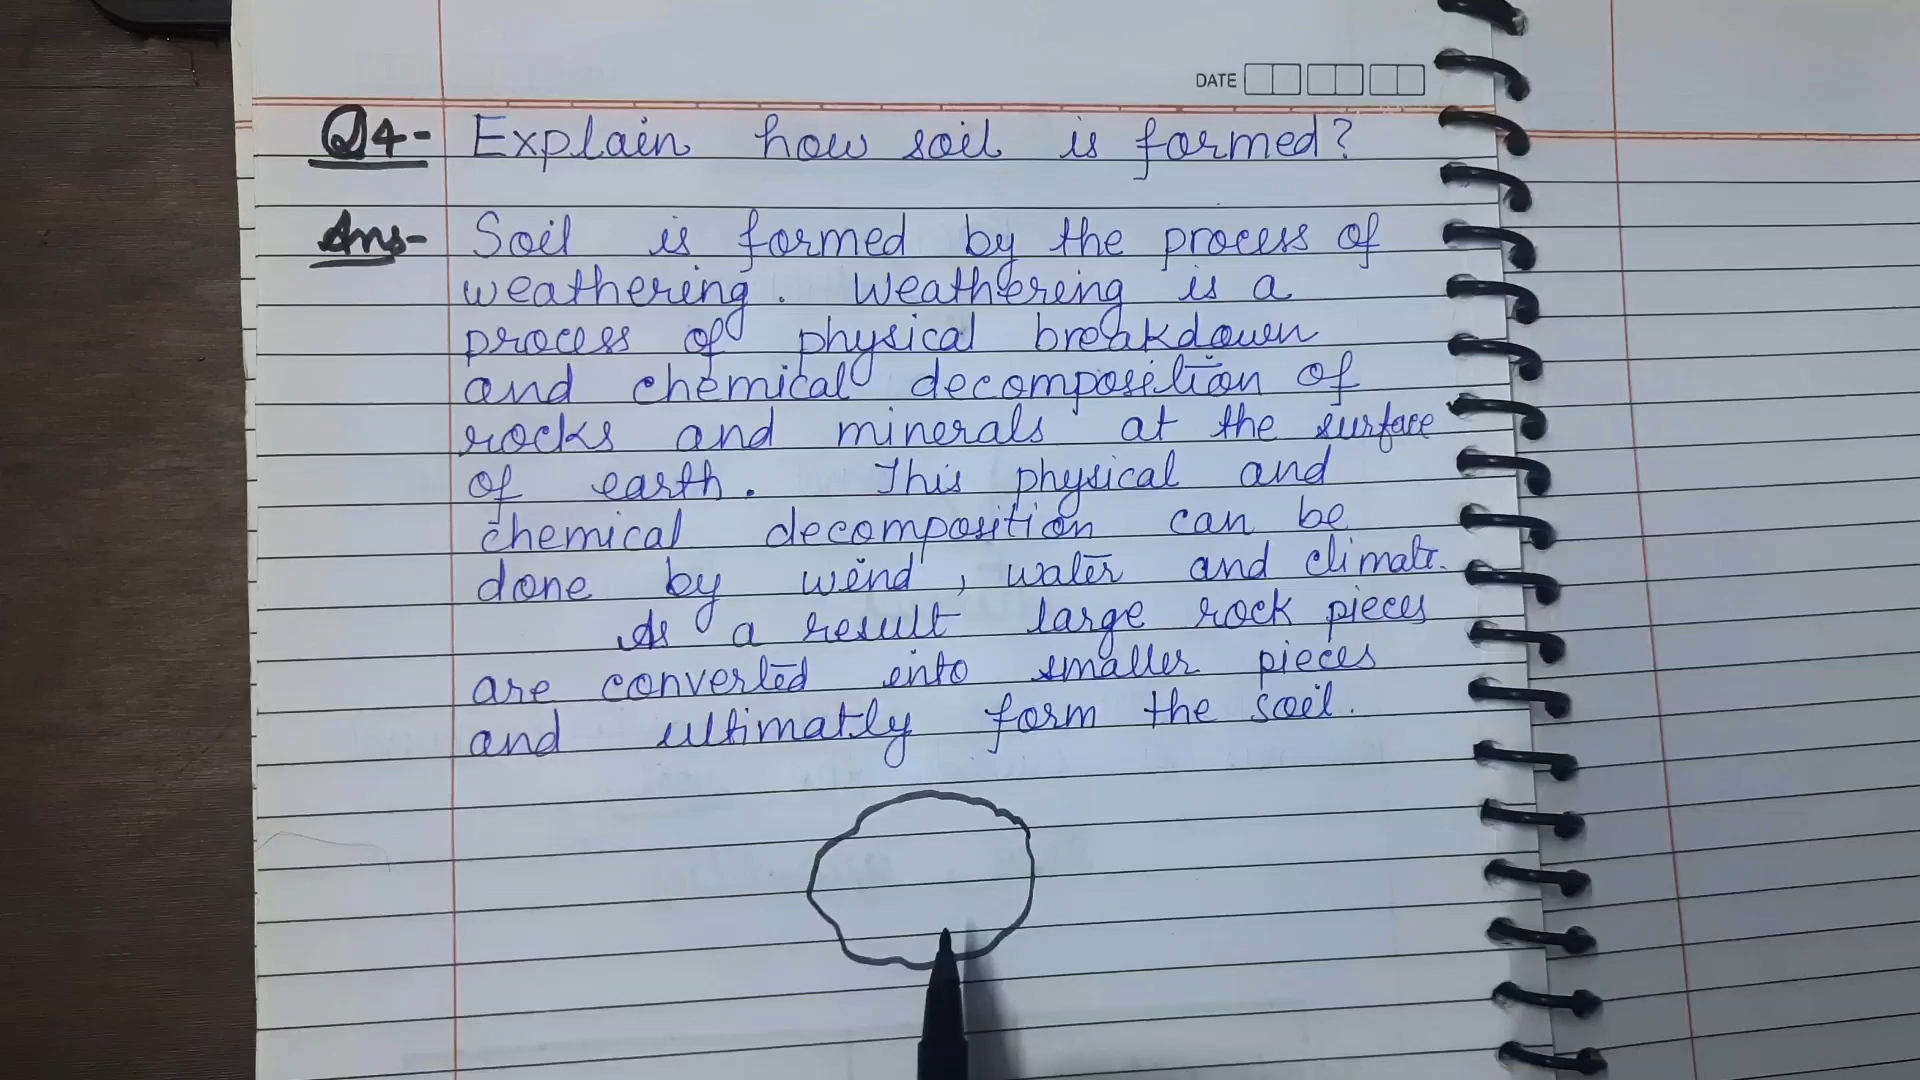 DATE
Q4- Explain how soil is formed?
Ans- Soil is formed by the process of
weathering. Weathering is a
process of physical breakdown
and chemical decomposition of
rocks and minerals at the surface
of earth. This physical and
chemical decomposition can be
done by wind, water and climate.
As a result large rock pieces
are converted into smaller pieces
and ultimatly form the soil.